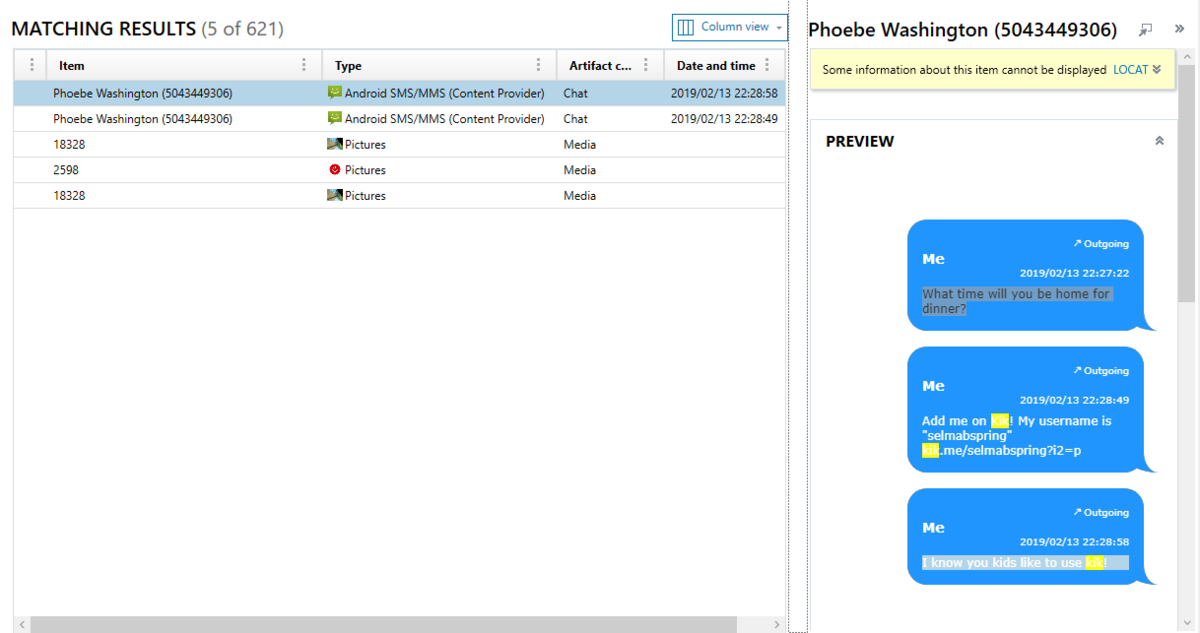 MATCHING RESULTS (5 of 621)
Column view
Item Type Artifact c... Date and time
Phoebe Washington (5043449306) Android SMS/MMS (Content Provider) Chat 2019/02/13 22:28:58
Phoebe Washington (5043449306) Android SMS/MMS (Content Provider) Chat 2019/02/13 22:28:49
18328 Pictures Media
2598 Pictures Media
18328 Pictures Media
Phoebe Washington (5043449306)
Some information about this item cannot be displayed LOCAT
PREVIEW
Outgoing
Me
2019/02/13 22:27:22
What time will you be home for
dinner?
Outgoing
Me
2019/02/13 22:28:49
Add me on Kik! My username is
"selmabspring"
kik.me/selmabspring?i2=p
Outgoing
Me
2019/02/13 22:28:58
I know you kids like to use kik!